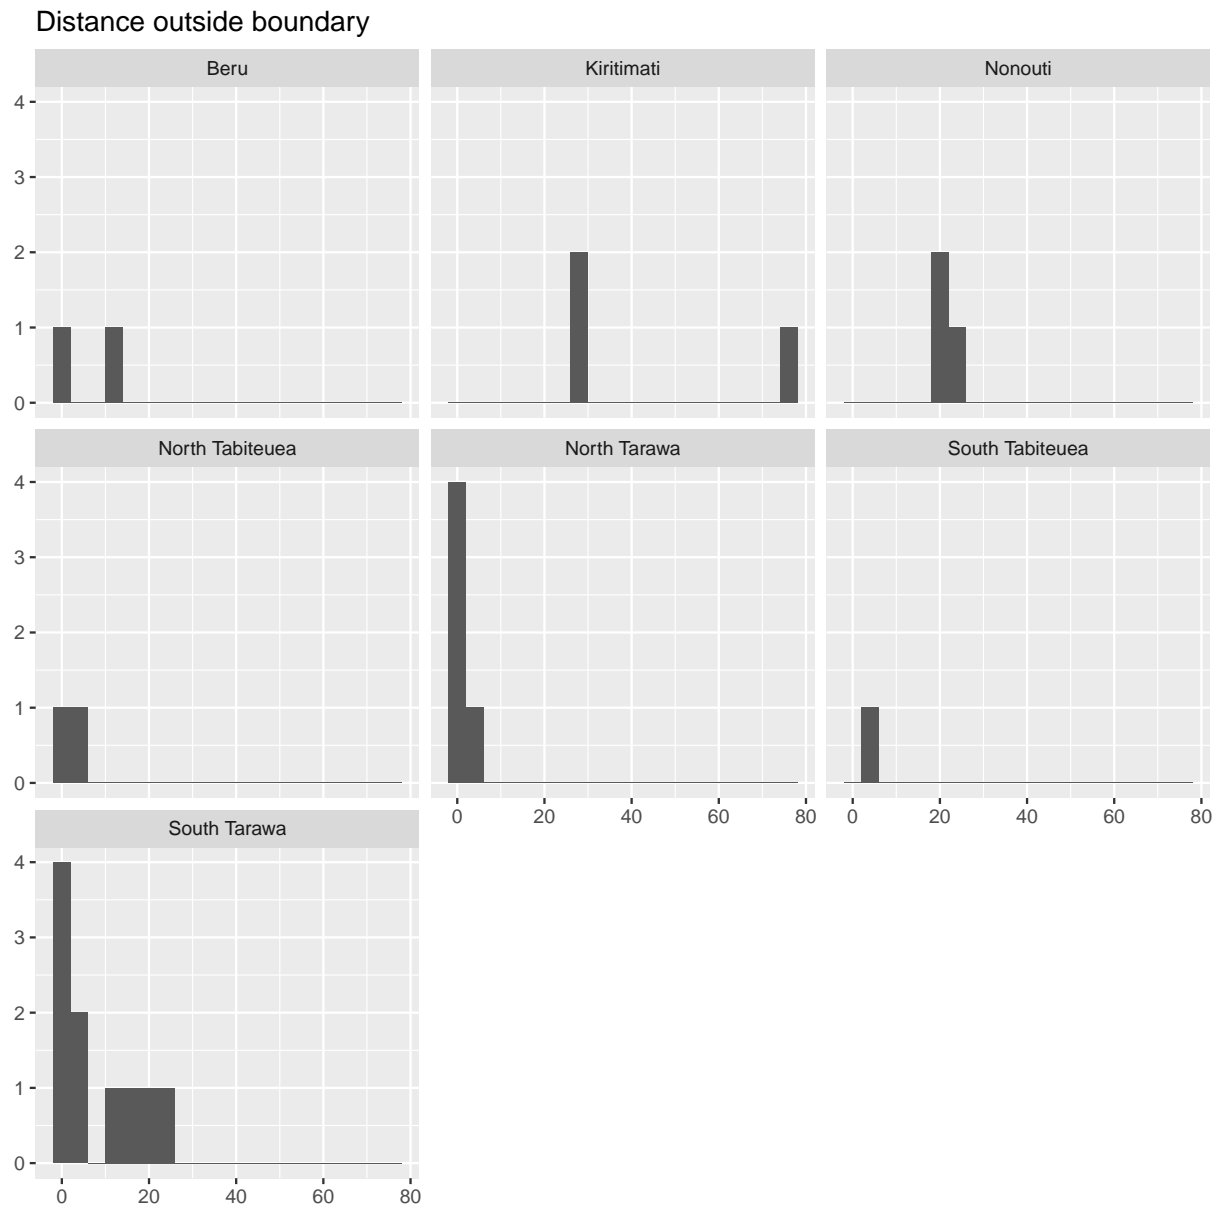 Distance outside boundary
Beru Kiritimati Nonouti
4
3
2
1
0
North Tabiteuea North Tarawa South Tabiteuea
4
3
2
1
0
0 20 40 60 80 0 20 40 60 80
South Tarawa
4
3
2
1
0
0 20 40 60 80